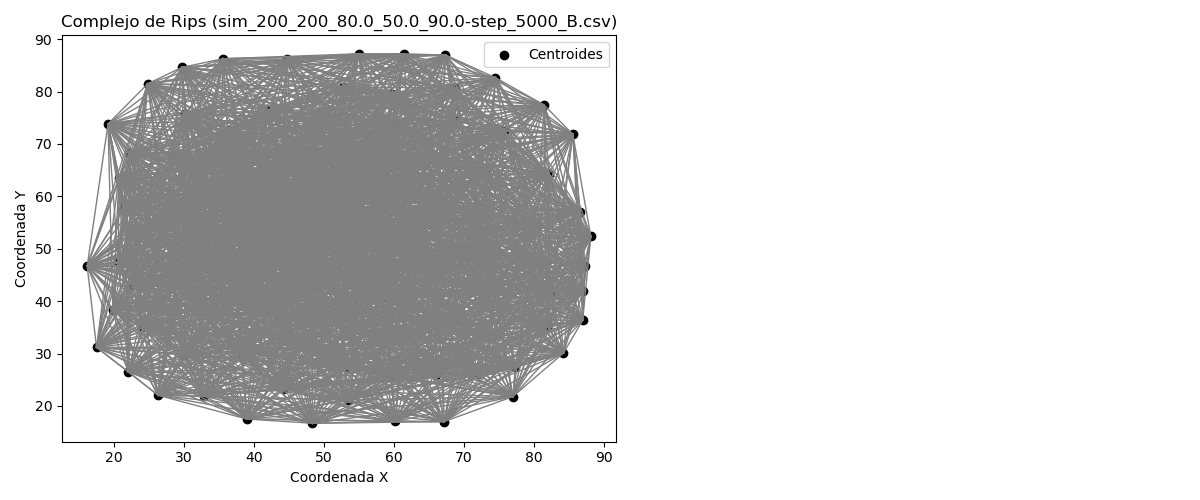 Complejo de Rips (sim_200_200_80.0_50.0_90.0-step_5000_B.csv)
Centroides
Coordenada Y
90
80
70
60
50
40
30
20
20 30 40 50 60 70 80 90
Coordenada X